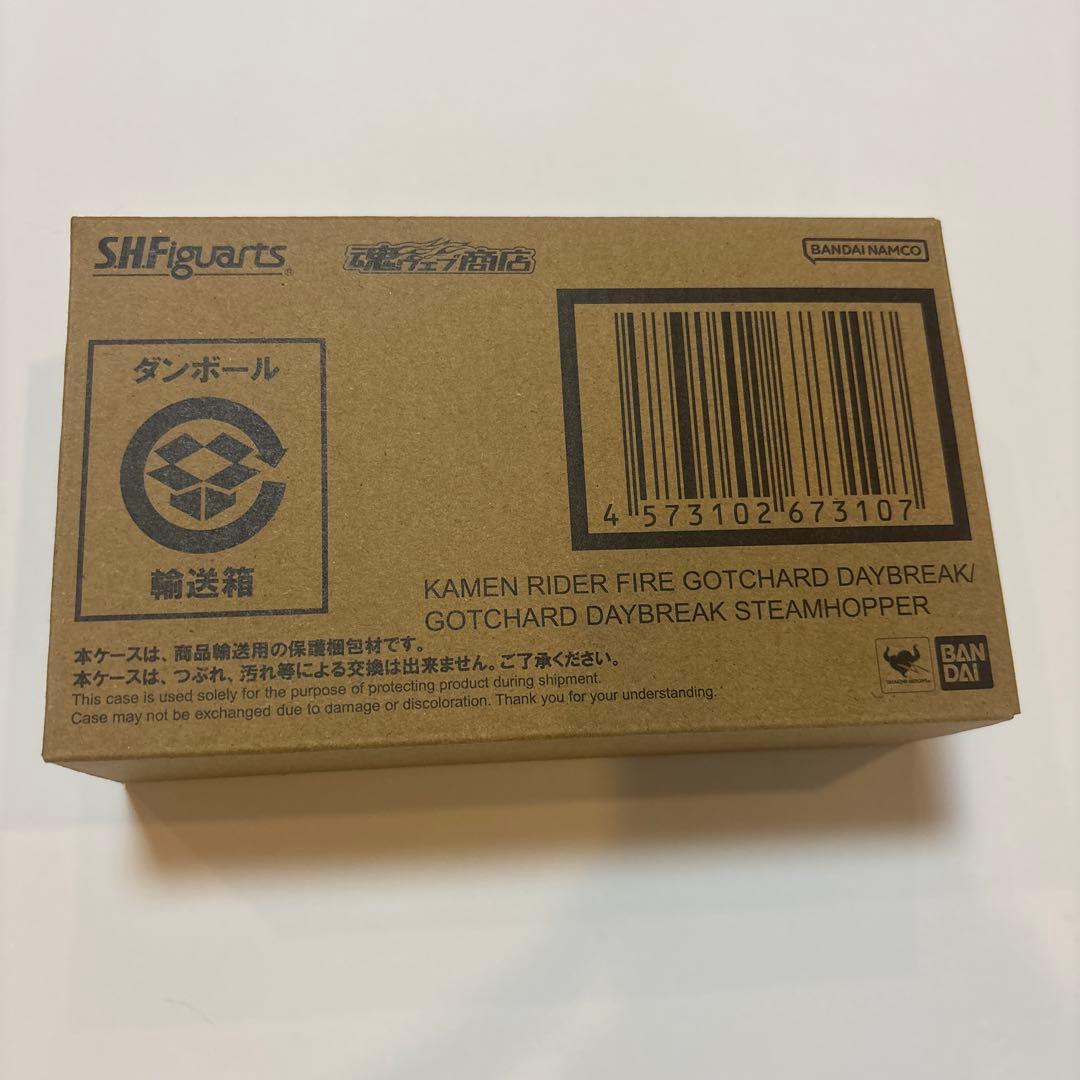 S.H.Figuarts
魂ウェブ商店
BANDAI NAMCO
ダンボール
輸送箱
4 573102 673107
KAMEN RIDER FIRE GOTCHARD DAYBREAK/
GOTCHARD DAYBREAK STEAMHOPPER
本ケースは、商品輸送用の保護梱包材です。
本ケースは、つぶれ、汚れ等による交換は出来ません。ご了承ください。
This case is used solely for the purpose of protecting product during shipment.
Case may not be exchanged due to damage or discoloration. Thank you for your understanding.
BAN
DAI